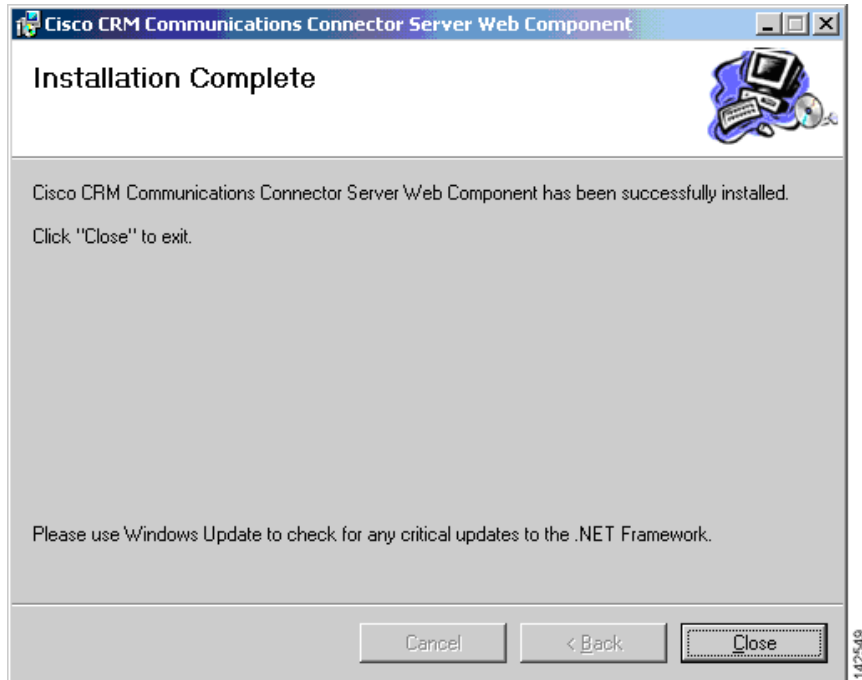 Cisco CRM Communications Connector Server Web Component
Installation Complete
Cisco CRM Communications Connector Server Web Component has been successfully installed.
Click "Close" to exit.
Please use Windows Update to check for any critical updates to the .NET Framework.
Cancel
< Back
Close
142549